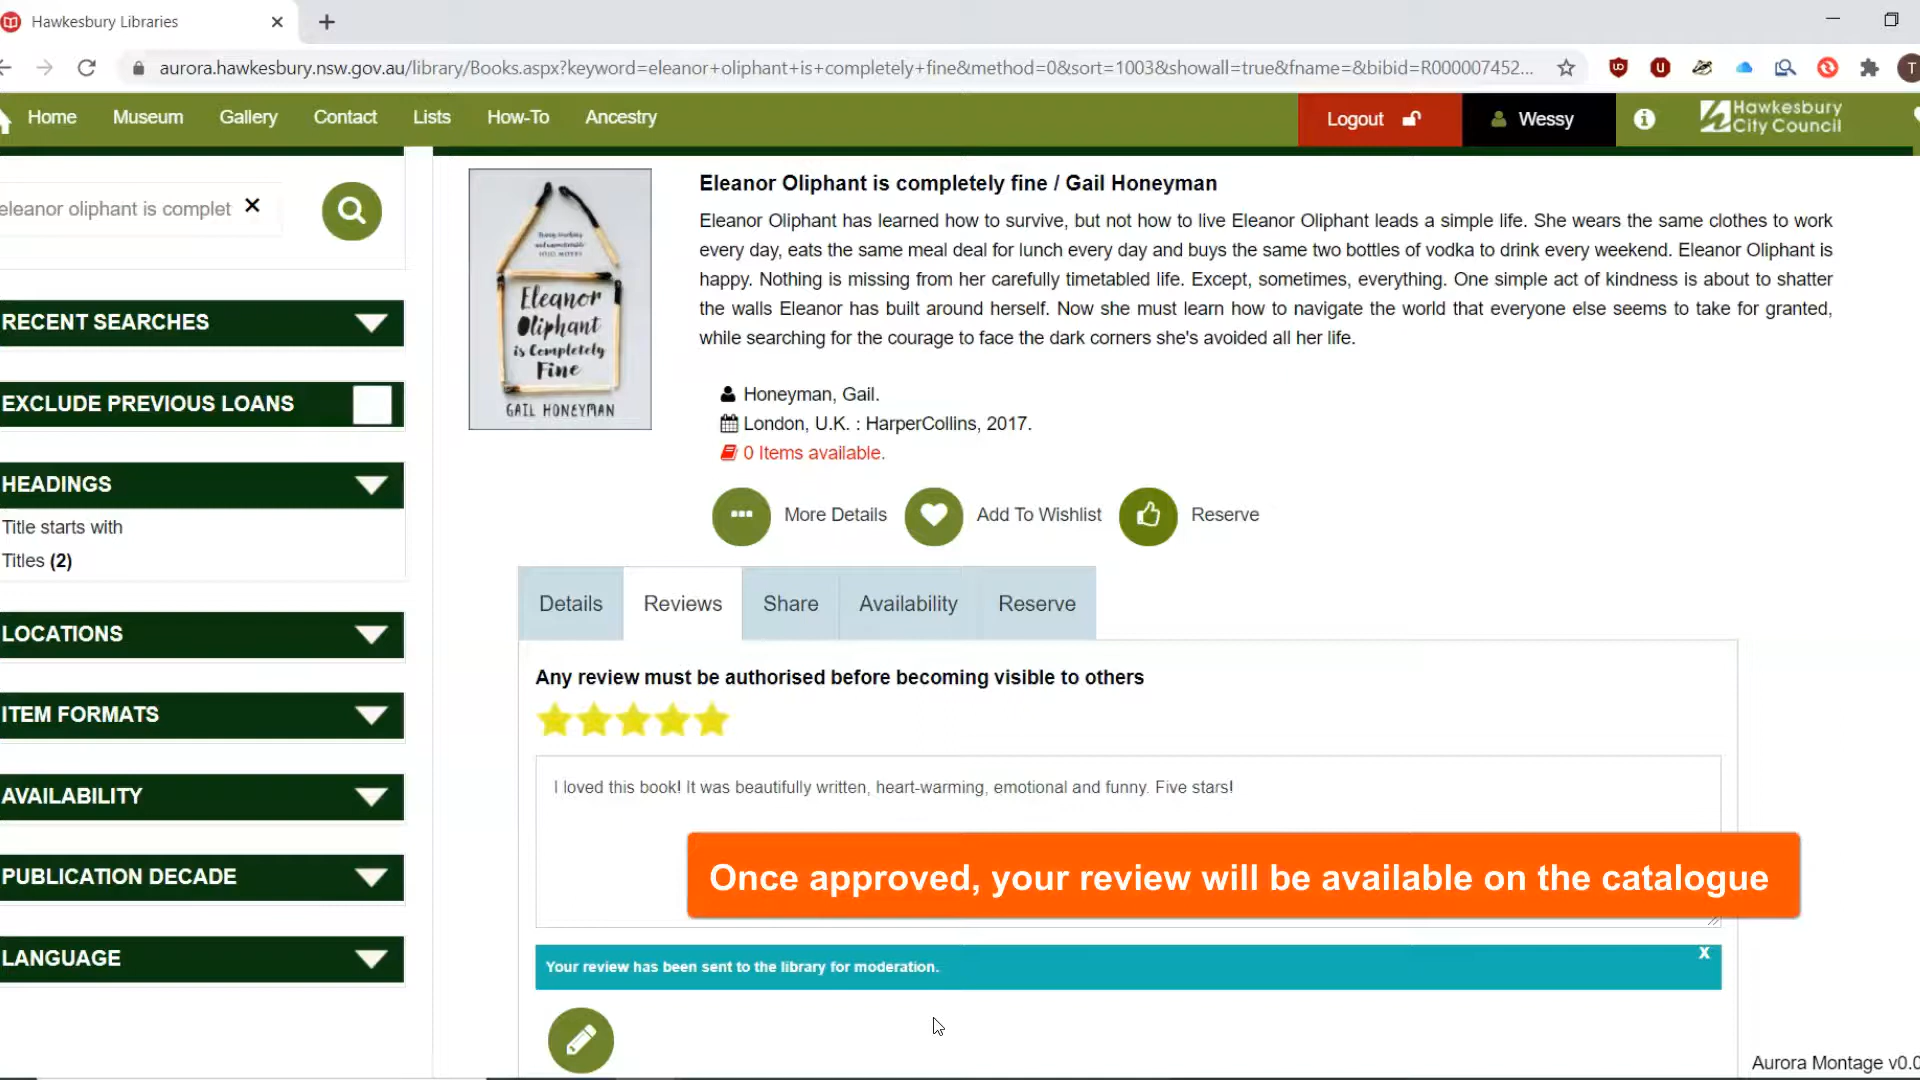 Hawkesbury Libraries
aurora.hawkesbury.nsw.gov.au/library/Books.aspx?keyword=eleanor+oliphant+is+completely+fine&method=0&sort=1003&showall=true&fname=&bibid=R000007452...
Home Museum Gallery Contact Lists How-To Ancestry
Logout Wessy
Hawkesbury
City Council
eleanor oliphant is complet
RECENT SEARCHES
EXCLUDE PREVIOUS LOANS
HEADINGS
Title starts with
Titles (2)
LOCATIONS
ITEM FORMATS
AVAILABILITY
PUBLICATION DECADE
LANGUAGE
Eleanor
Oliphant
is Completely
Fine
GAIL HONEYMAN
Eleanor Oliphant is completely fine / Gail Honeyman
Eleanor Oliphant has learned how to survive, but not how to live Eleanor Oliphant leads a simple life. She wears the same clothes to work
every day, eats the same meal deal for lunch every day and buys the same two bottles of vodka to drink every weekend. Eleanor Oliphant is
happy. Nothing is missing from her carefully timetabled life. Except, sometimes, everything. One simple act of kindness is about to shatter
the walls Eleanor has built around herself. Now she must learn how to navigate the world that everyone else seems to take for granted,
while searching for the courage to face the dark corners she's avoided all her life.
Honeyman, Gail.
London, U.K. : HarperCollins, 2017.
0 Items available.
More Details Add To Wishlist Reserve
Details Reviews Share Availability Reserve
Any review must be authorised before becoming visible to others
I loved this book! It was beautifully written, heart-warming, emotional and funny. Five stars!
Once approved, your review will be available on the catalogue
Your review has been sent to the library for moderation.
X
Aurora Montage v0.0